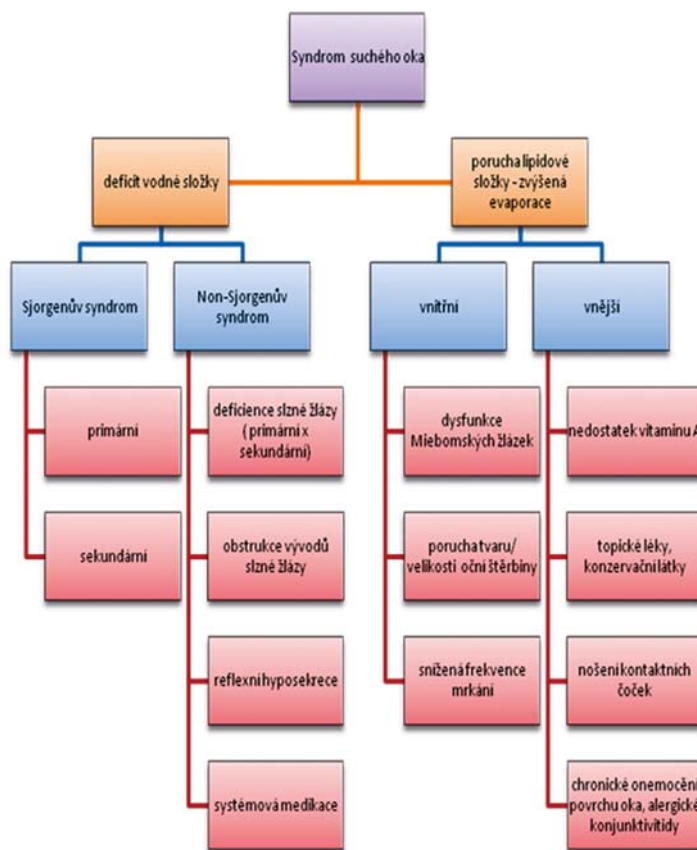 Syndrom suchého oka
deficit vodné složky
porucha lipidové
složky - zvýšená
evaporace
Sjorgenův syndrom
Non-Sjorgenův
syndrom
vnitřní
vnější
primární
sekundární
deficience slzné žlázy
( primární x
sekundární)
obstrukce vývodů
slzné žlázy
reflexní hyposekrece
systémová medikace
dysfunkce
Miebomských žlázek
porucha tvaru/
velikosti oční štěrbiny
snížená frekvence
mrkání
nedostatek vitamínu A
topické léky,
konzervační látky
nošení kontaktních
čoček
chronické onemocění
povrchu oka, alergické
konjunktivitidy